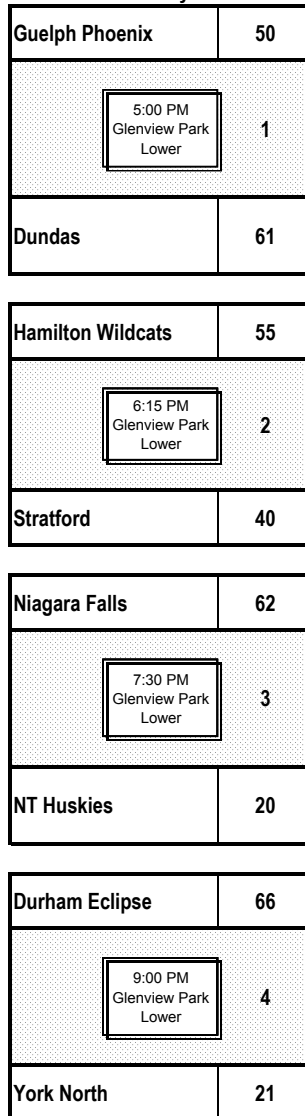 Guelph Phoenix 50
5:00 PM
Glenview Park
Lower
1
Dundas 61
Hamilton Wildcats 55
6:15 PM
Glenview Park
Lower
2
Stratford 40
Niagara Falls 62
7:30 PM
Glenview Park
Lower
3
NT Huskies 20
Durham Eclipse 66
9:00 PM
Glenview Park
Lower
4
York North 21